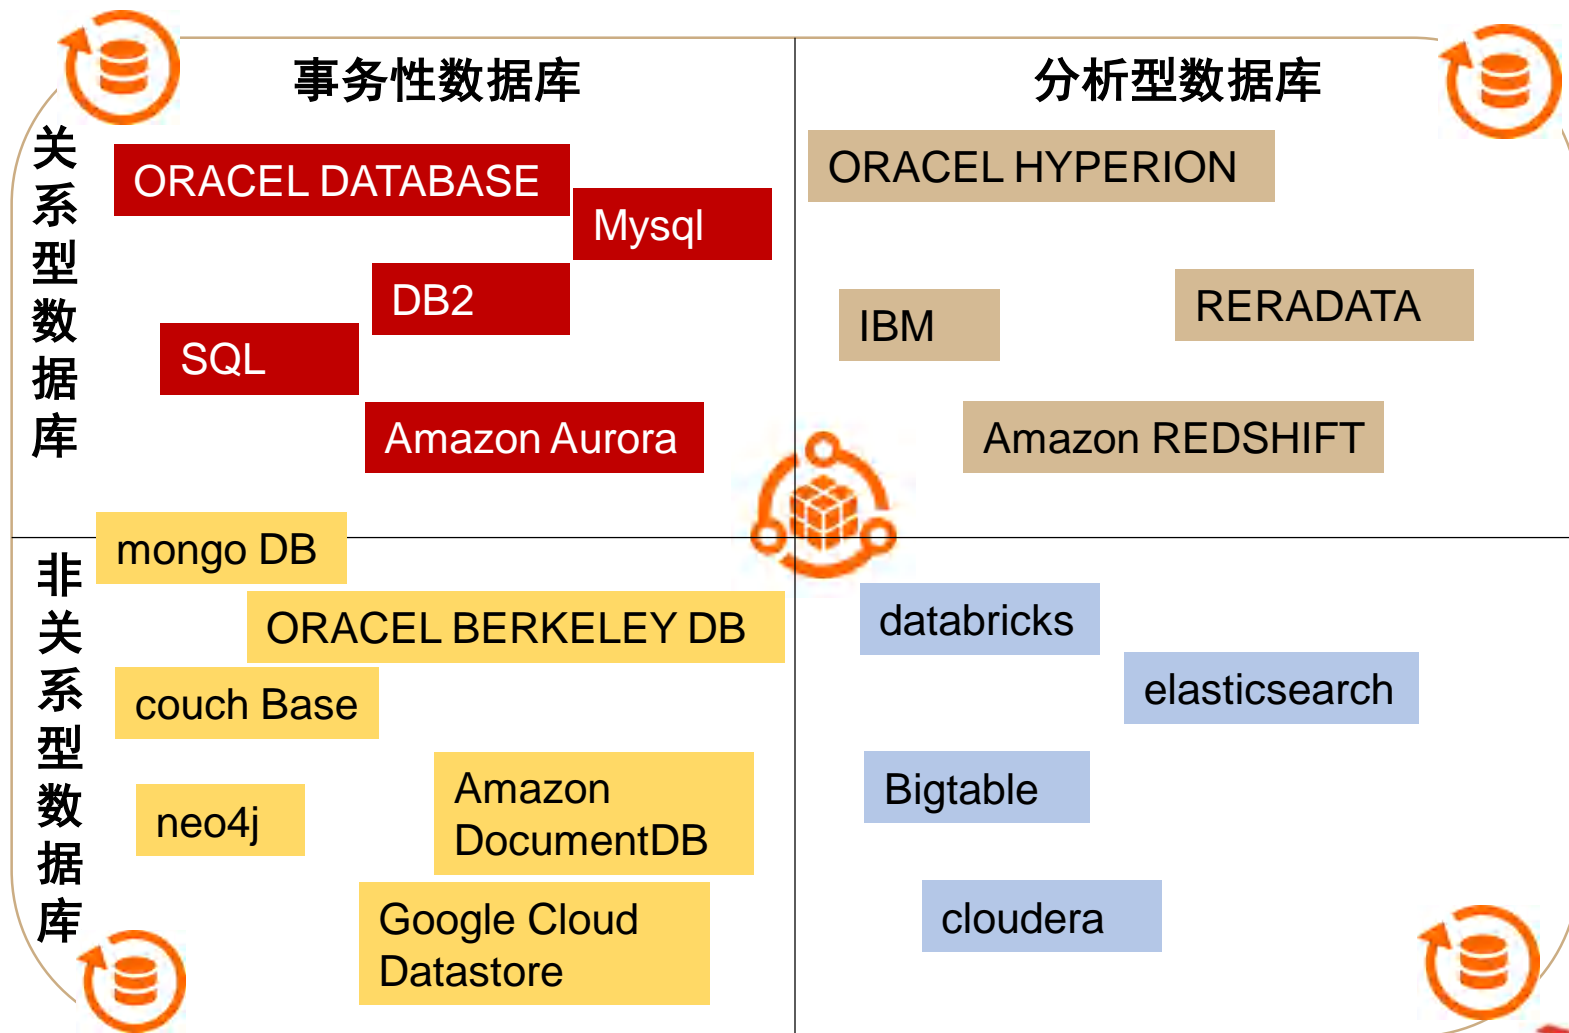 事务性数据库
分析型数据库
关系型数据库
ORACEL DATABASE
Mysql
DB2
SQL
Amazon Aurora
ORACEL HYPERION
IBM
RERADATA
Amazon REDSHIFT
非关系型数据库
mongo DB
ORACEL BERKELEY DB
couch Base
neo4j
Amazon
DocumentDB
Google Cloud
Datastore
databricks
elasticsearch
Bigtable
cloudera